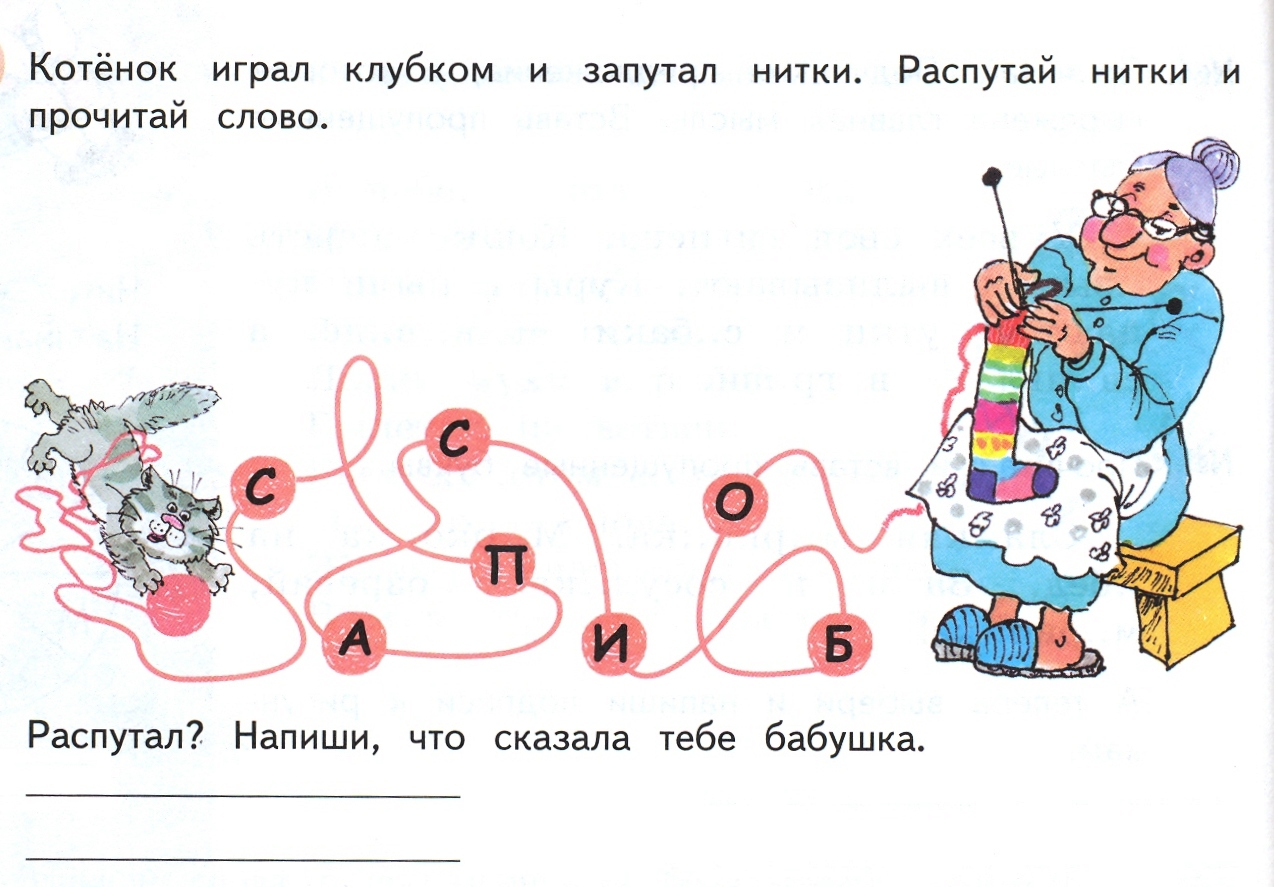 Котёнок играл клубком и запутал нитки. Распутай нитки и
прочитай слово.
С
С
О
П
А
И
Б
Распутал? Напиши, что сказала тебе бабушка.